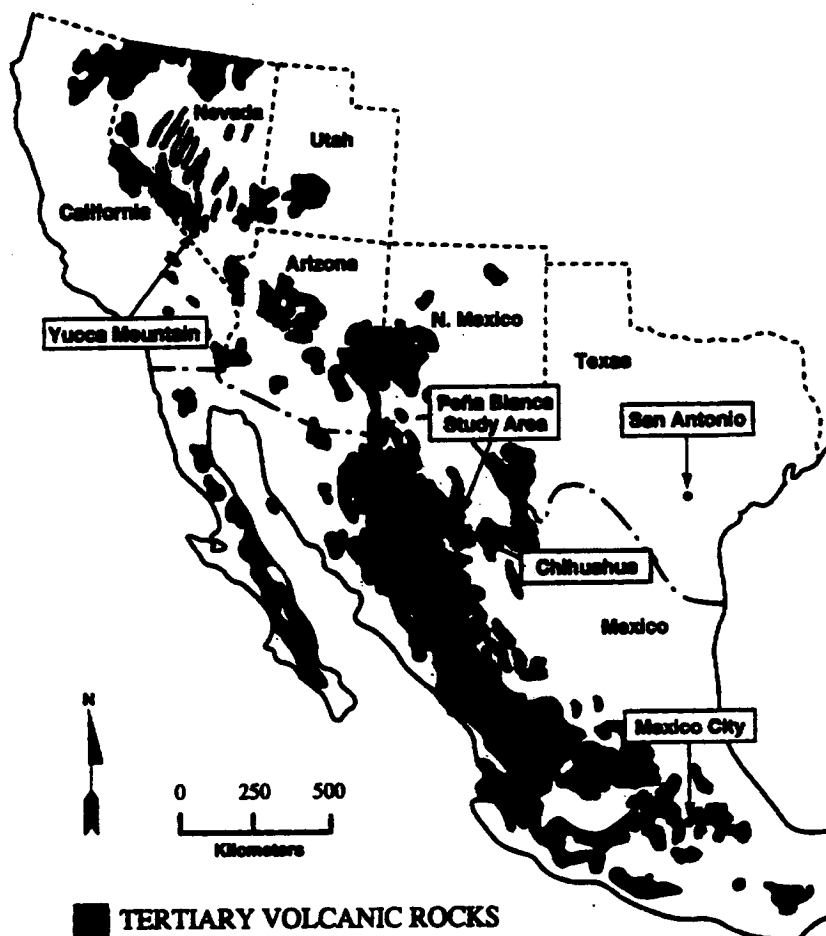 Nevada
Utah
California
Arizona
Yucca Mountain
N. Mexico
Texas
Peña Blanca
Study Area
San Antonio
Chihuahua
Mexico
N
Mexico City
0 250 500
Kilometers
TERTIARY VOLCANIC ROCKS